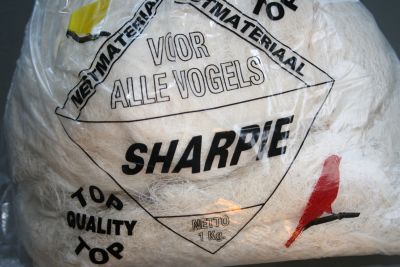 TOP
NESTMATERIAAL
NESTMATERIAAL
VOOR
ALLE VOGELS
SHARPIE
TOP
QUALITY
TOP
NETTO
1 Kg.